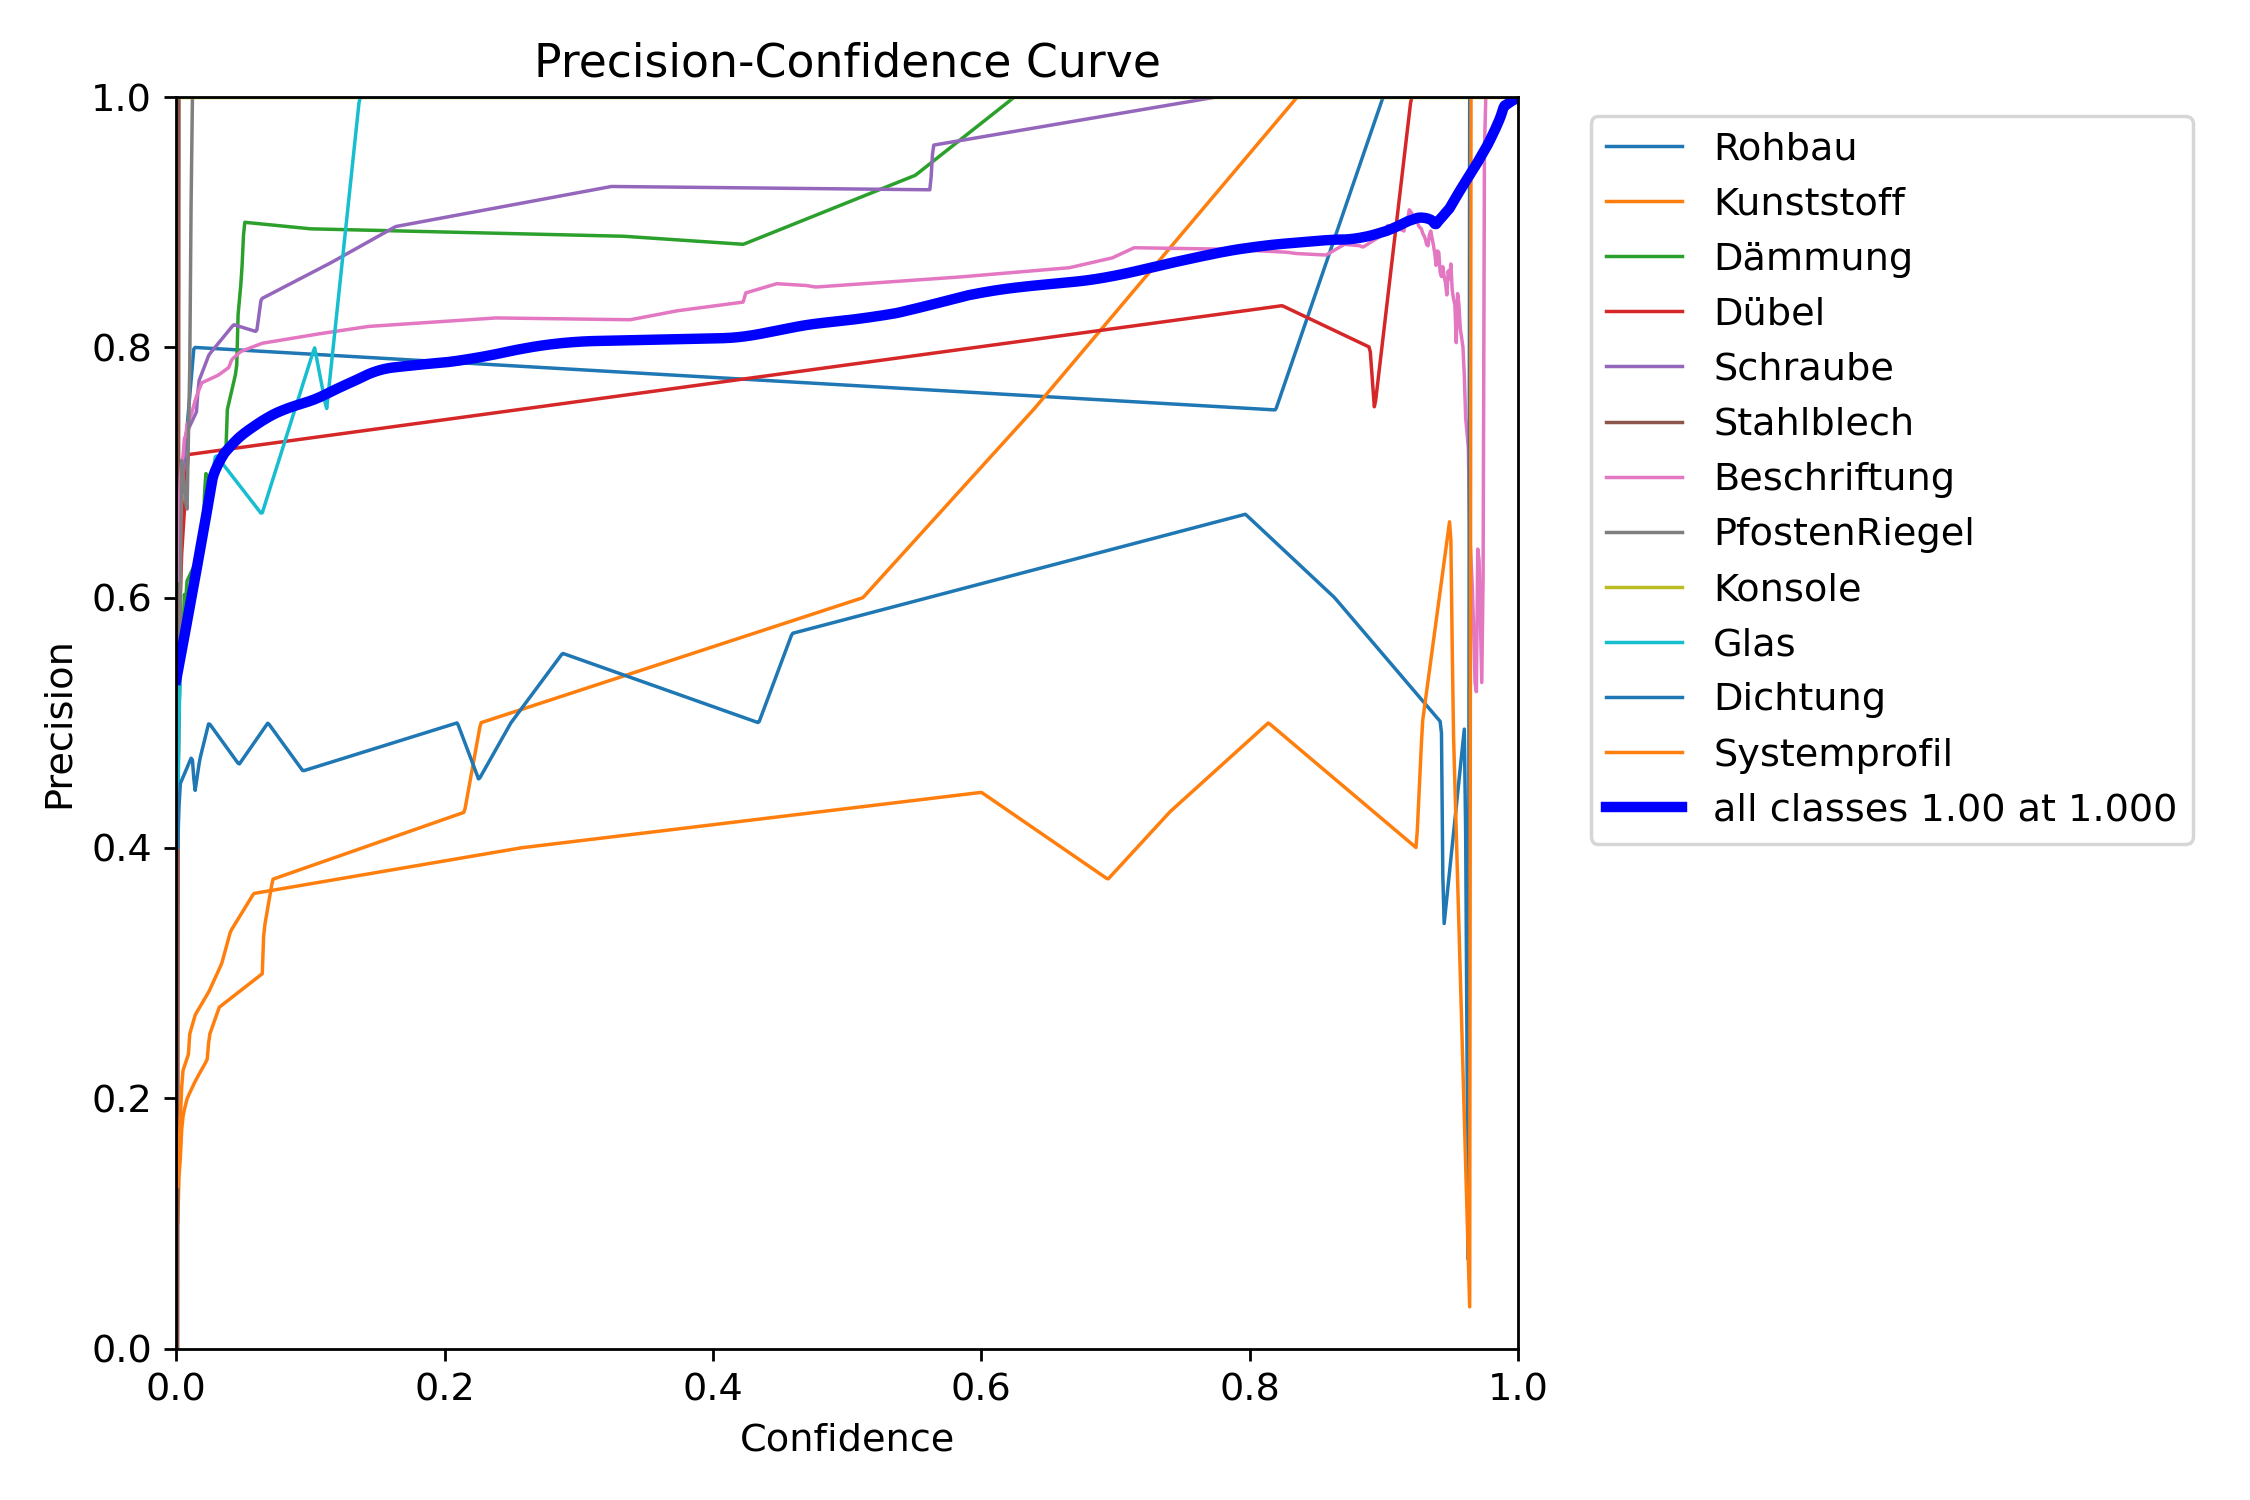 Precision-Confidence Curve
1.0
0.8
0.6
0.4
0.2
0.0
Precision
0.0 0.2 0.4 0.6 0.8 1.0
Confidence
Rohbau
Kunststoff
Dämmung
Dübel
Schraube
Stahlblech
Beschriftung
PfostenRiegel
Konsole
Glas
Dichtung
Systemprofil
all classes 1.00 at 1.000